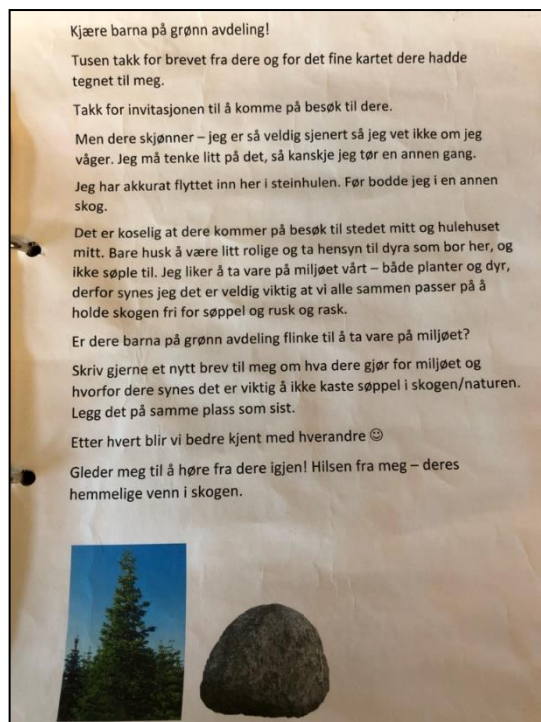 Kjære barna på grønn avdeling!
Tusen takk for brevet fra dere og for det fine kartet dere hadde
tegnet til meg.
Takk for invitasjonen til å komme på besøk til dere.
Men dere skjønner – jeg er så veldig sjenert så jeg vet ikke om jeg
våger. Jeg må tenke litt på det, så kanskje jeg tør en annen gang.
Jeg har akkurat flyttet inn her i steinhulen. Før bodde jeg i en annen
skog.
Det er koselig at dere kommer på besøk til stedet mitt og hulehuset
mitt. Bare husk å være litt rolige og ta hensyn til dyra som bor her, og
ikke søple til. Jeg liker å ta vare på miljøet vårt – både planter og dyr,
derfor synes jeg det er veldig viktig at vi alle sammen passer på å
holde skogen fri for søppel og rusk og rask.
Er dere barna på grønn avdeling flinke til å ta vare på miljøet?
Skriv gjerne et nytt brev til meg om hva dere gjør for miljøet og
hvorfor dere synes det er viktig å ikke kaste søppel i skogen/naturen.
Legg det på samme plass som sist.
Etter hvert blir vi bedre kjent med hverandre ☺
Gleder meg til å høre fra dere igjen! Hilsen fra meg – deres
hemmelige venn i skogen.